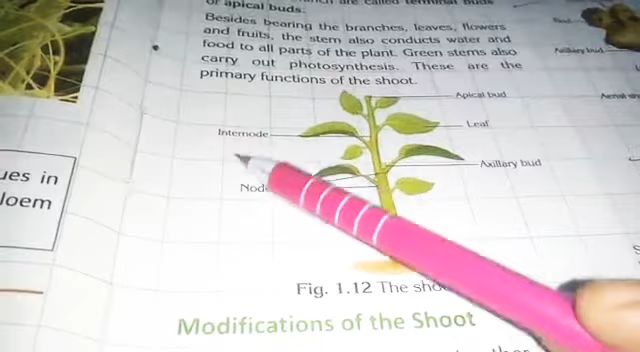 or apical buds.
Besides bearing the branches, leaves, flowers
and fruits, the stem also conducts water and
food to all parts of the plant. Green stems also
carry out photosynthesis. These are the
primary functions of the shoot.
Apical bud
Leaf
Internode
Axillary bud
Node
Fig. 1.12 The
Modifications of the Shoot
ues in
loem
Axillary bud